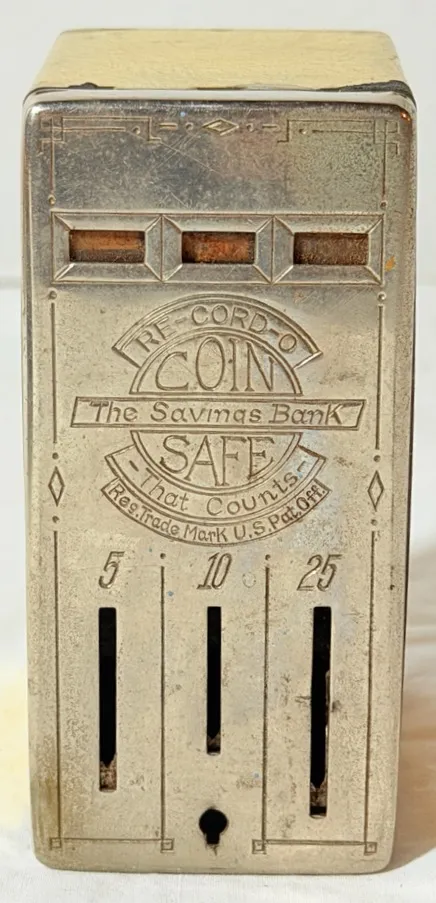 RE-CORD-O
COIN
The Savings Bank
SAFE
-That Counts-
Reg. Trade Mark U.S. Pat. Off.
5 10 25